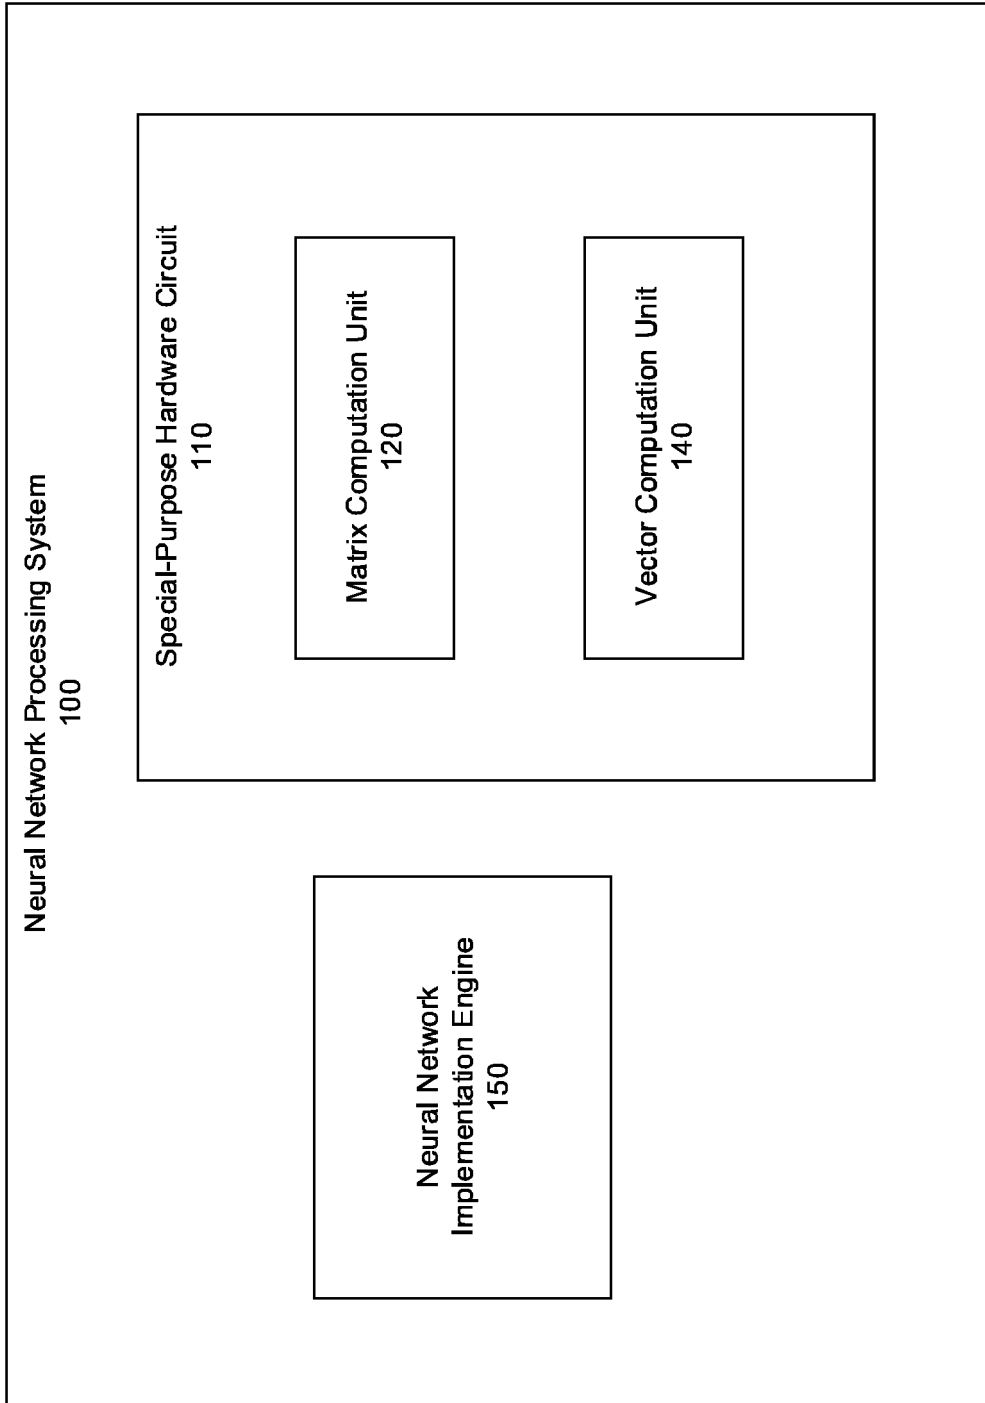 Neural Network Processing System
100
Neural Network
Implementation Engine
150
Special-Purpose Hardware Circuit
110
Matrix Computation Unit
120
Vector Computation Unit
140